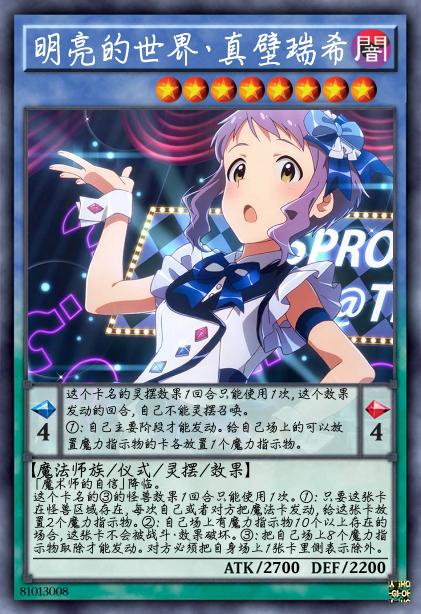 明亮的世界·真壁瑞希
闇
SPRO
@T
这个卡名的灵摆效果1回合只能使用1次,这个效果
发动的回合,自己不能灵摆召唤。
①:自己主要阶段才能发动。给自己场上的可以放
置魔力指示物的卡各放置1个魔力指示物。
4
4
【魔法师族/仪式/灵摆/效果】
「魔术师的自信」降临。
这个卡名的③的怪兽效果1回合只能使用1次。①:只要这张卡
在怪兽区域存在,每次自己或者对方把魔法卡发动,给这张卡放
置2个魔力指示物。②:自己场上有魔力指示物10个以上存在的
场合,这张卡不会被战斗·效果破坏。③:把自己场上8个魔力指
示物取除才能发动。对方必须把自身场上1张卡里侧表示除外。
ATK/2700 DEF/2200
81013008